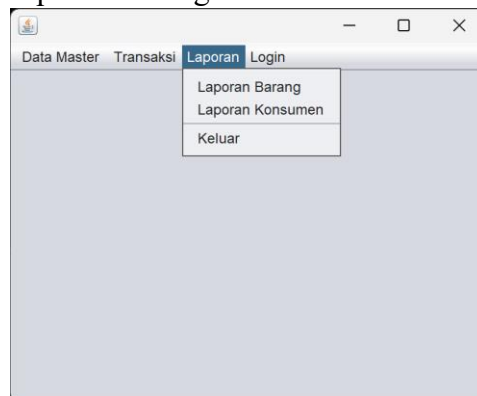 Data Master Transaksi Laporan Login
Laporan Barang
Laporan Konsumen
Keluar